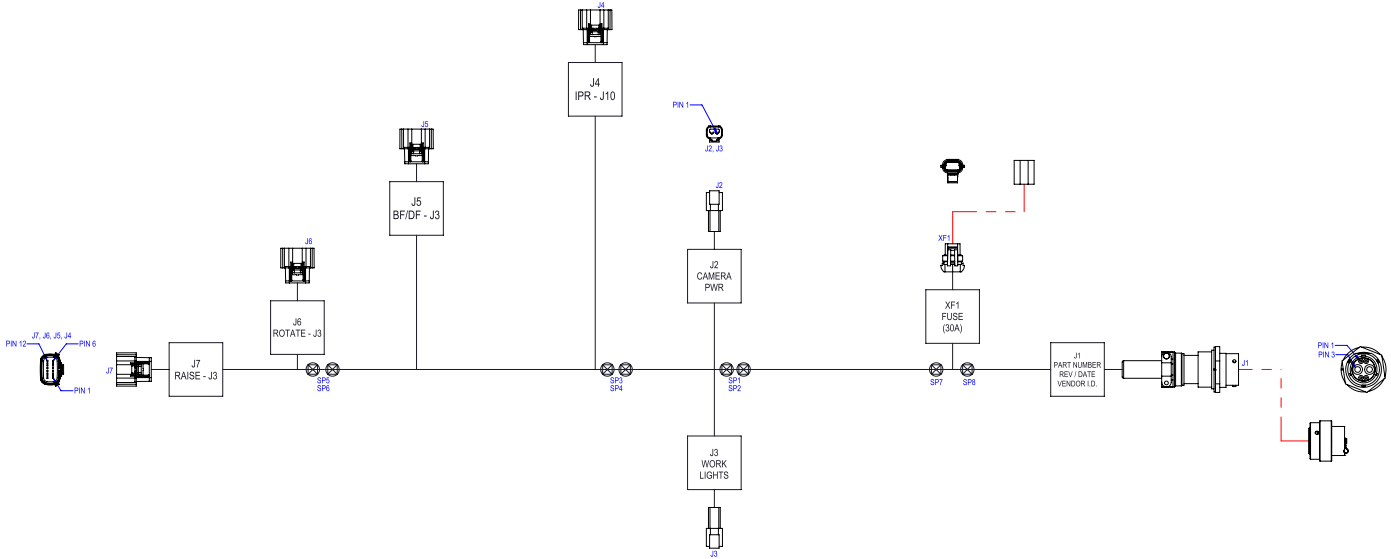 J4
J4
IPR - J10
PIN 1
J2, J3
J5
J5
BF/DF - J3
J2
J2
CAMERA
PWR
XF1
XF1
FUSE
(30A)
J6
J6
ROTATE - J3
J7, J6, J5, J4
PIN 12
PIN 6
PIN 1
J7
J7
RAISE - J3
SP5
SP6
SP3
SP4
SP1
SP2
SP7
SP8
J1
PART NUMBER
REV / DATE
VENDOR I.D.
J1
PIN 1
PIN 3
J3
WORK
LIGHTS
J3